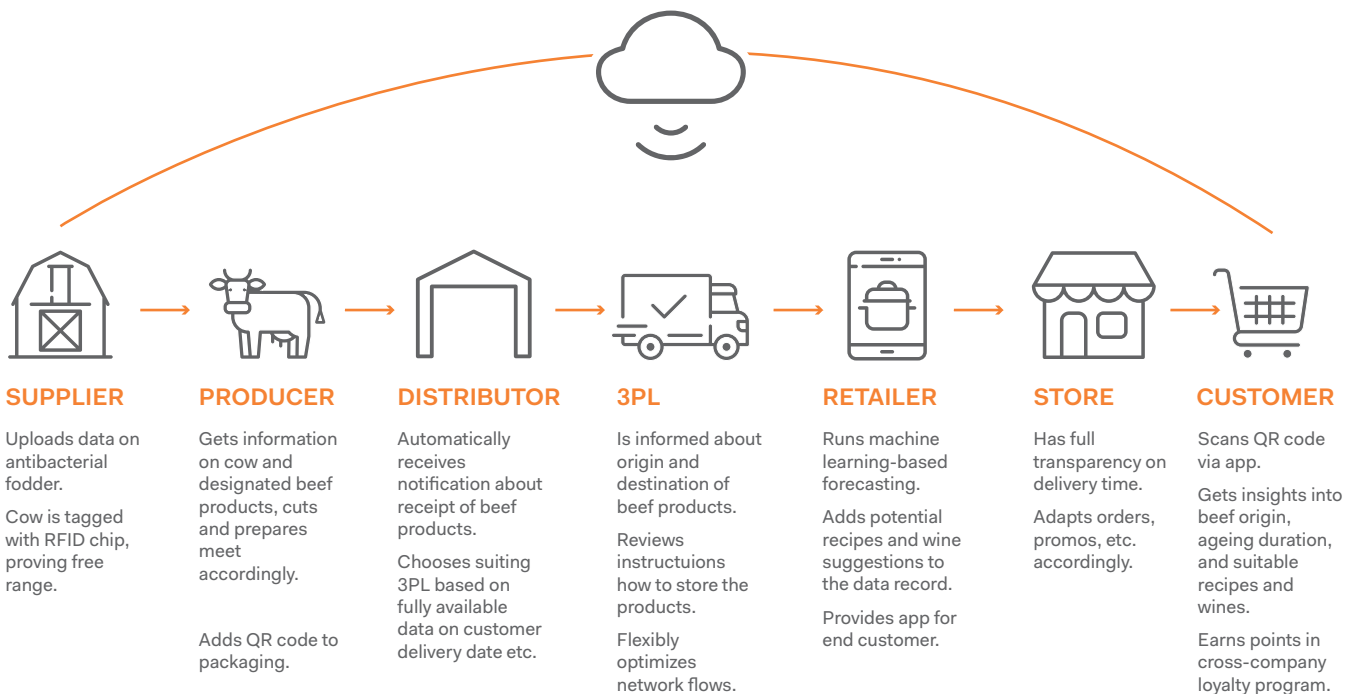 SUPPLIER
Uploads data on
antibacterial
fodder.
Cow is tagged
with RFID chip,
proving free
range.
PRODUCER
Gets information
on cow and
designated beef
products, cuts
and prepares
meet
accordingly.
Adds QR code to
packaging.
DISTRIBUTOR
Automatically
receives
notification about
receipt of beef
products.
Chooses suiting
3PL based on
fully available
data on customer
delivery date etc.
3PL
Is informed about
origin and
destination of
beef products.
Reviews
instructuions
how to store the
products.
Flexibly
optimizes
network flows.
RETAILER
Runs machine
learning-based
forecasting.
Adds potential
recipes and wine
suggestions to
the data record.
Provides app for
end customer.
STORE
Has full
transparency on
delivery time.
Adapts orders,
promos, etc.
accordingly.
CUSTOMER
Scans QR code
via app.
Gets insights into
beef origin,
ageing duration,
and suitable
recipes and
wines.
Earns points in
cross-company
loyalty program.